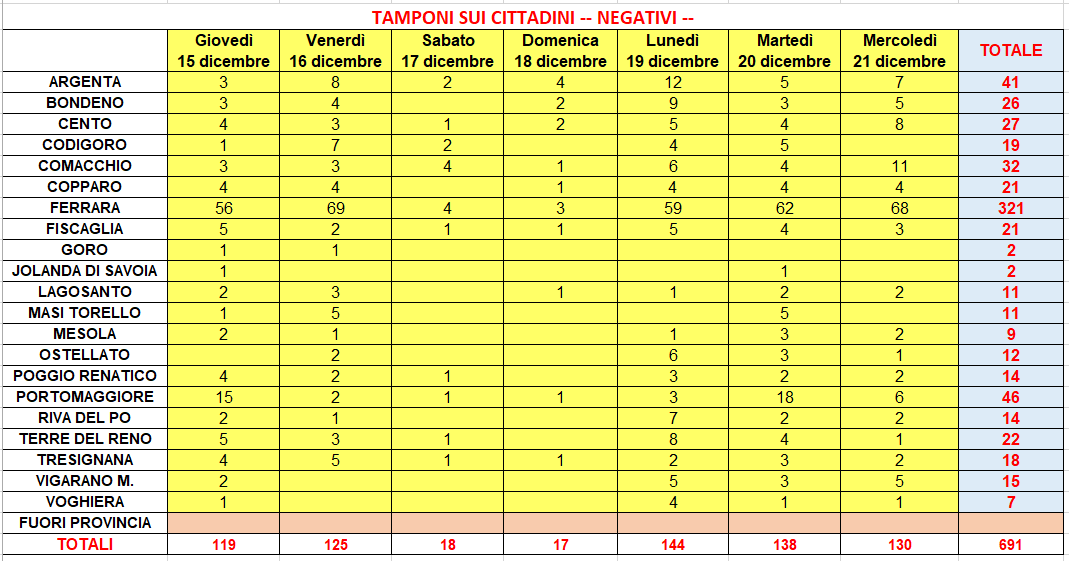 TAMPONI SUI CITTADINI -- NEGATIVI --
Giovedì Venerdì Sabato Domenica Lunedì Martedì Mercoledì TOTALE
15 dicembre 16 dicembre 17 dicembre 18 dicembre 19 dicembre 20 dicembre 21 dicembre
ARGENTA 3 8 2 4 12 5 7 41
BONDENO 3 4 2 9 3 5 26
CENTO 4 3 1 2 5 4 8 27
CODIGORO 1 7 2 4 5 19
COMACCHIO 3 3 4 1 6 4 11 32
COPPARO 4 4 1 4 4 4 21
FERRARA 56 69 4 3 59 62 68 321
FISCAGLIA 5 2 1 1 5 4 3 21
GORO 1 1 2
JOLANDA DI SAVOIA 1 1 2
LAGOSANTO 2 3 1 1 2 2 11
MASI TORELLO 1 5 5 11
MESOLA 2 1 1 3 2 9
OSTELLATO 2 6 3 1 12
POGGIO RENATICO 4 2 1 3 2 2 14
PORTOMAGGIORE 15 2 1 1 3 18 6 46
RIVA DEL PO 2 1 7 2 2 14
TERRE DEL RENO 5 3 1 8 4 1 22
TRESIGNANA 4 5 1 1 2 3 2 18
VIGARANO M. 2 5 3 5 15
VOGHIERA 1 4 1 1 7
FUORI PROVINCIA
TOTALI 119 125 18 17 144 138 130 691